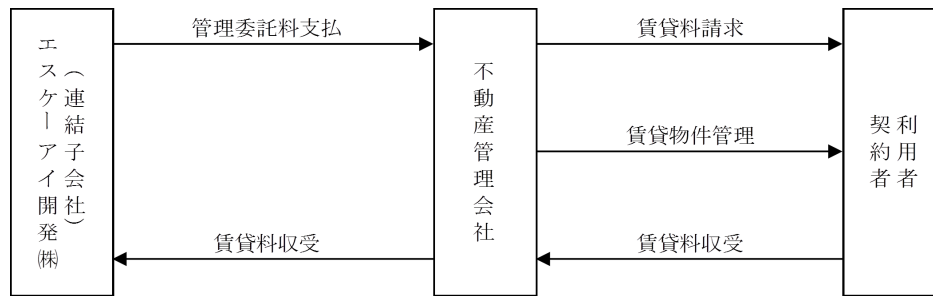 エスケーアイ開発㈱
（連結子会社）
管理委託料支払
賃貸料収受
不動産管理会社
賃貸料請求
賃貸物件管理
賃貸料収受
利用者
契約者